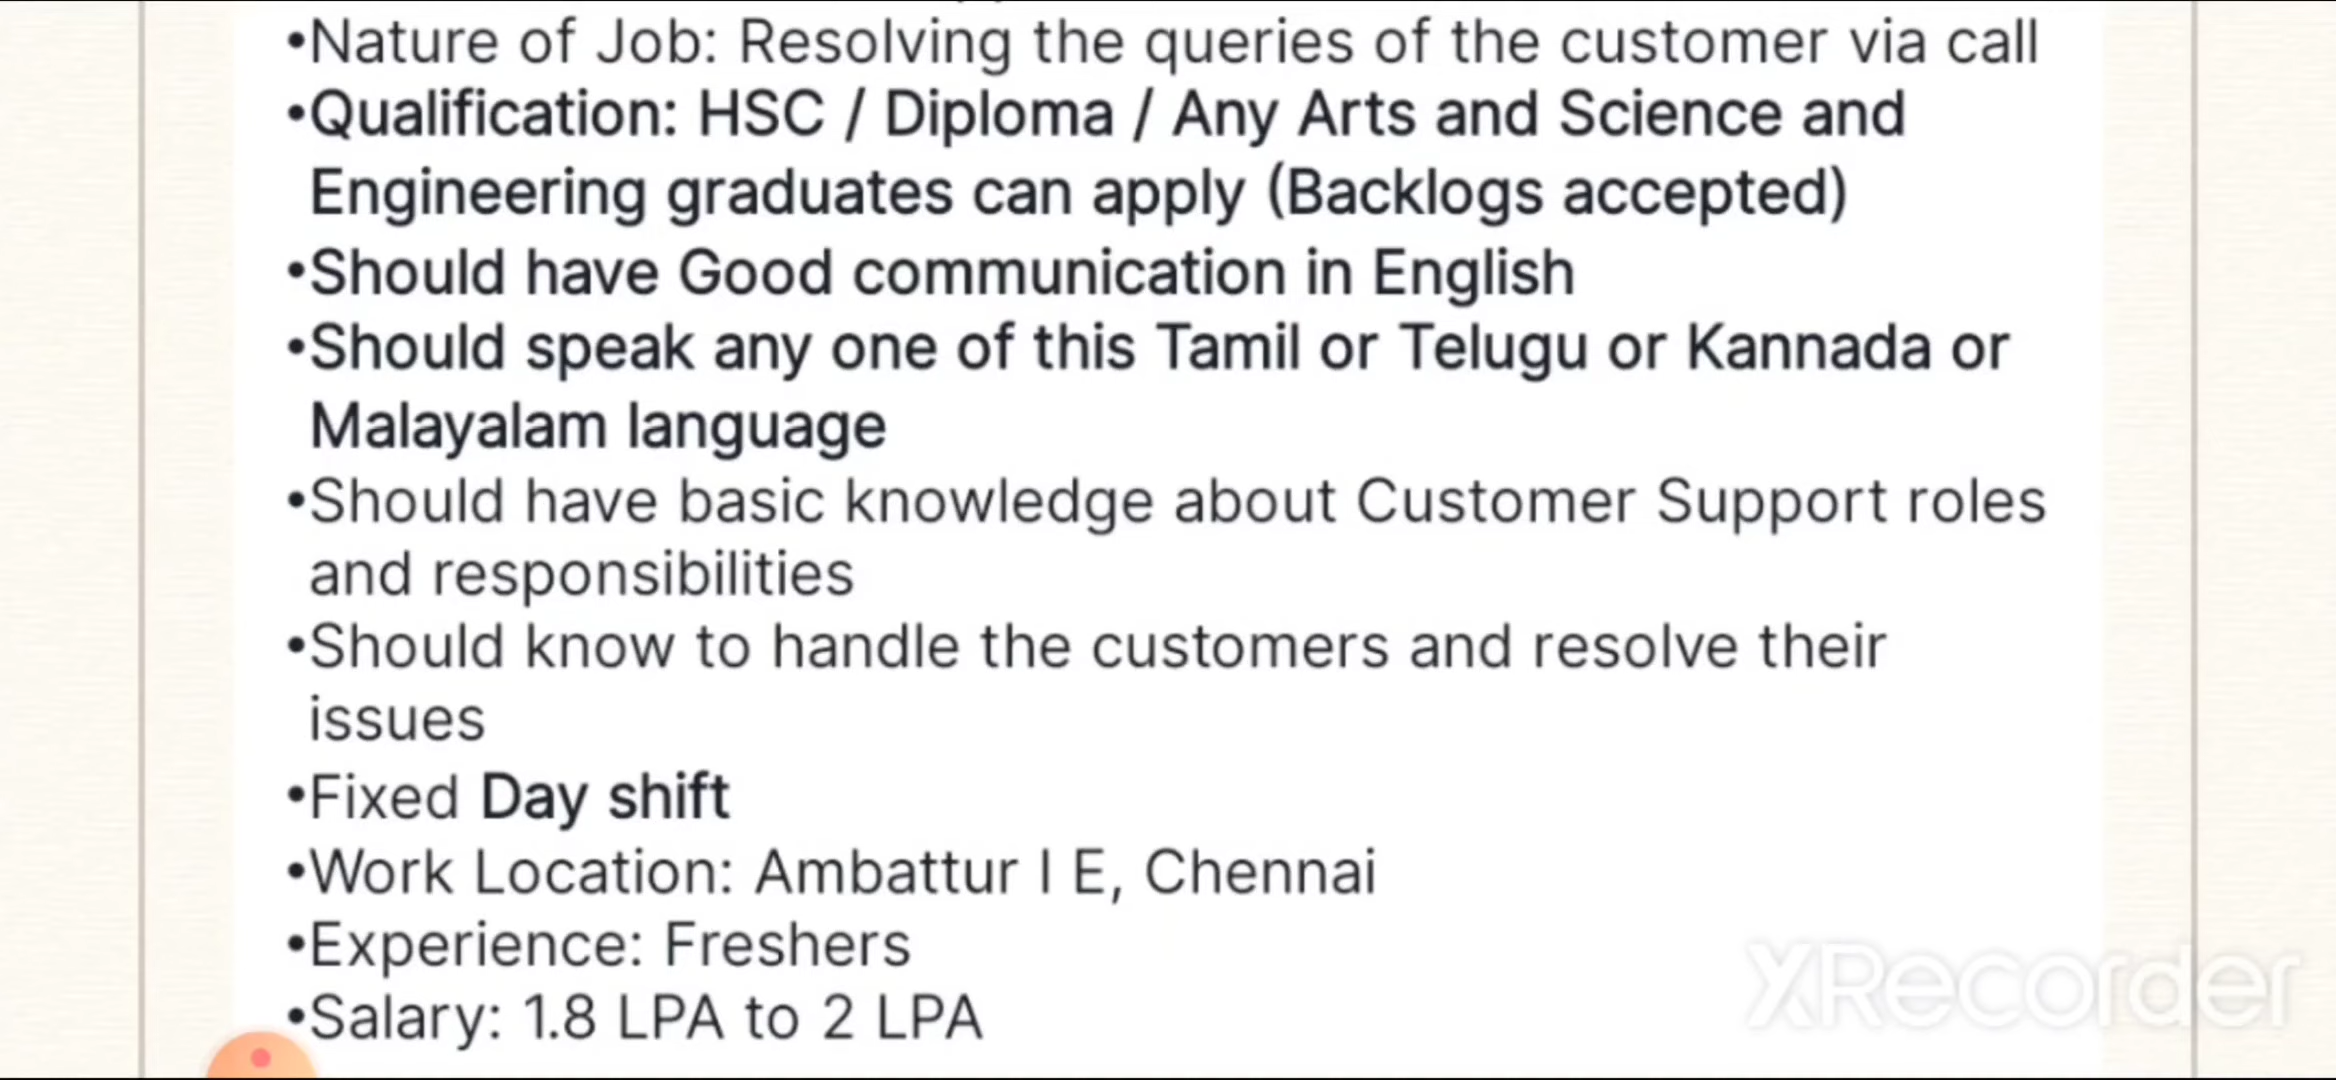 •Nature of Job: Resolving the queries of the customer via call
•Qualification: HSC / Diploma / Any Arts and Science and
Engineering graduates can apply (Backlogs accepted)
•Should have Good communication in English
•Should speak any one of this Tamil or Telugu or Kannada or
Malayalam language
•Should have basic knowledge about Customer Support roles
and responsibilities
•Should know to handle the customers and resolve their
issues
•Fixed Day shift
•Work Location: Ambattur I E, Chennai
•Experience: Freshers
•Salary: 1.8 LPA to 2 LPA
XRecorder